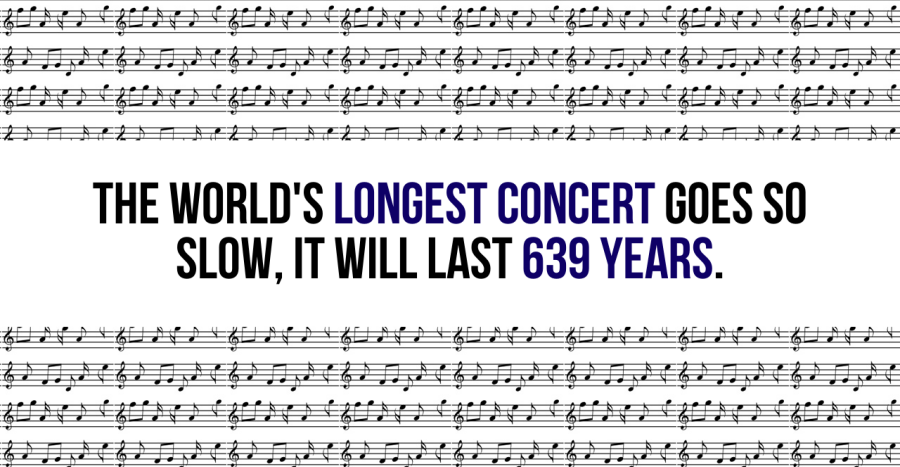 THE WORLD'S LONGEST CONCERT GOES SO
SLOW, IT WILL LAST 639 YEARS.